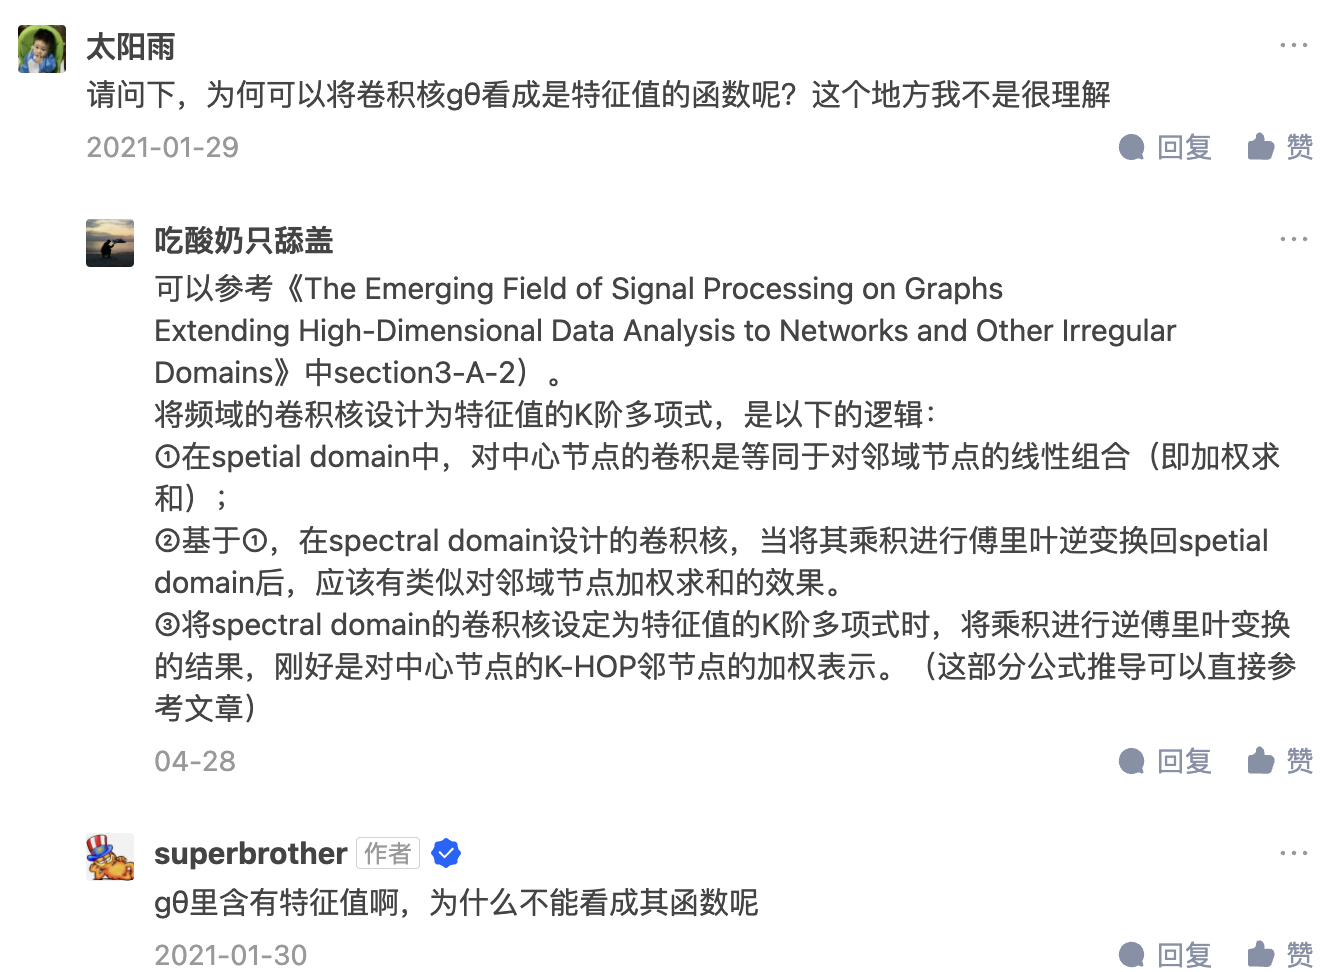 太阳雨
请问下，为何可以将卷积核gθ看成是特征值的函数呢？这个地方我不是很理解
2021-01-29
回复
赞
吃酸奶只舔盖
可以参考《The Emerging Field of Signal Processing on Graphs
Extending High-Dimensional Data Analysis to Networks and Other Irregular
Domains》中section3-A-2）。
将频域的卷积核设计为特征值的K阶多项式，是以下的逻辑：
①在spetial domain中，对中心节点的卷积是等同于对邻域节点的线性组合（即加权求
和）；
②基于①，在spectral domain设计的卷积核，当将其乘积进行傅里叶逆变换回spetial
domain后，应该有类似对邻域节点加权求和的效果。
③将spectral domain的卷积核设定为特征值的K阶多项式时，将乘积进行逆傅里叶变换
的结果，刚好是对中心节点的K-HOP邻节点的加权表示。（这部分公式推导可以直接参
考文章）
04-28
回复
赞
superbrother 作者
gθ里含有特征值啊，为什么不能看成其函数呢
2021-01-30
回复
赞